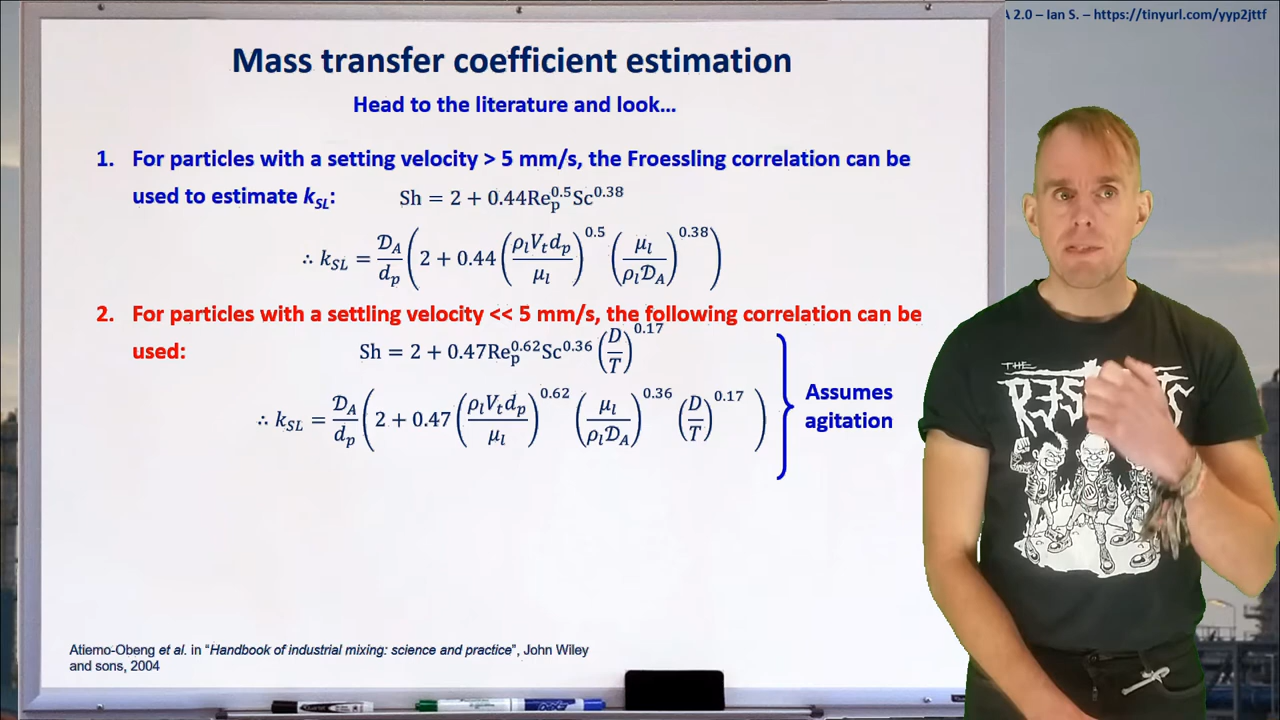 A 2.0 – Ian S. – https://tinyurl.com/yyp2jttf
Mass transfer coefficient estimation
Head to the literature and look...
1. For particles with a setting velocity > 5 mm/s, the Froessling correlation can be
used to estimate k_SL: Sh = 2 + 0.44Re_p^0.5 Sc^0.38
∴ k_SL = 𝒟_A/d_p (2 + 0.44 (ρ_l V_t d_p/μ_l)^0.5 (μ_l/ρ_l 𝒟_A)^0.38)
2. For particles with a settling velocity << 5 mm/s, the following correlation can be
used: Sh = 2 + 0.47Re_p^0.62 Sc^0.36 (D/T)^0.17
∴ k_SL = 𝒟_A/d_p (2 + 0.47 (ρ_l V_t d_p/μ_l)^0.62 (μ_l/ρ_l 𝒟_A)^0.36 (D/T)^0.17)
Assumes
agitation
THE
Atiemo-Obeng et al. in “Handbook of industrial mixing: science and practice”, John Wiley
and sons, 2004